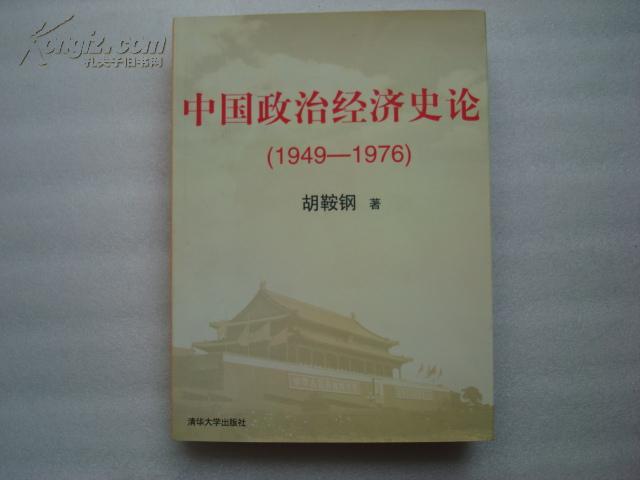 Kongfz.com
孔夫子旧书网
中国政治经济史论
(1949—1976)
胡鞍钢 著
清华大学出版社